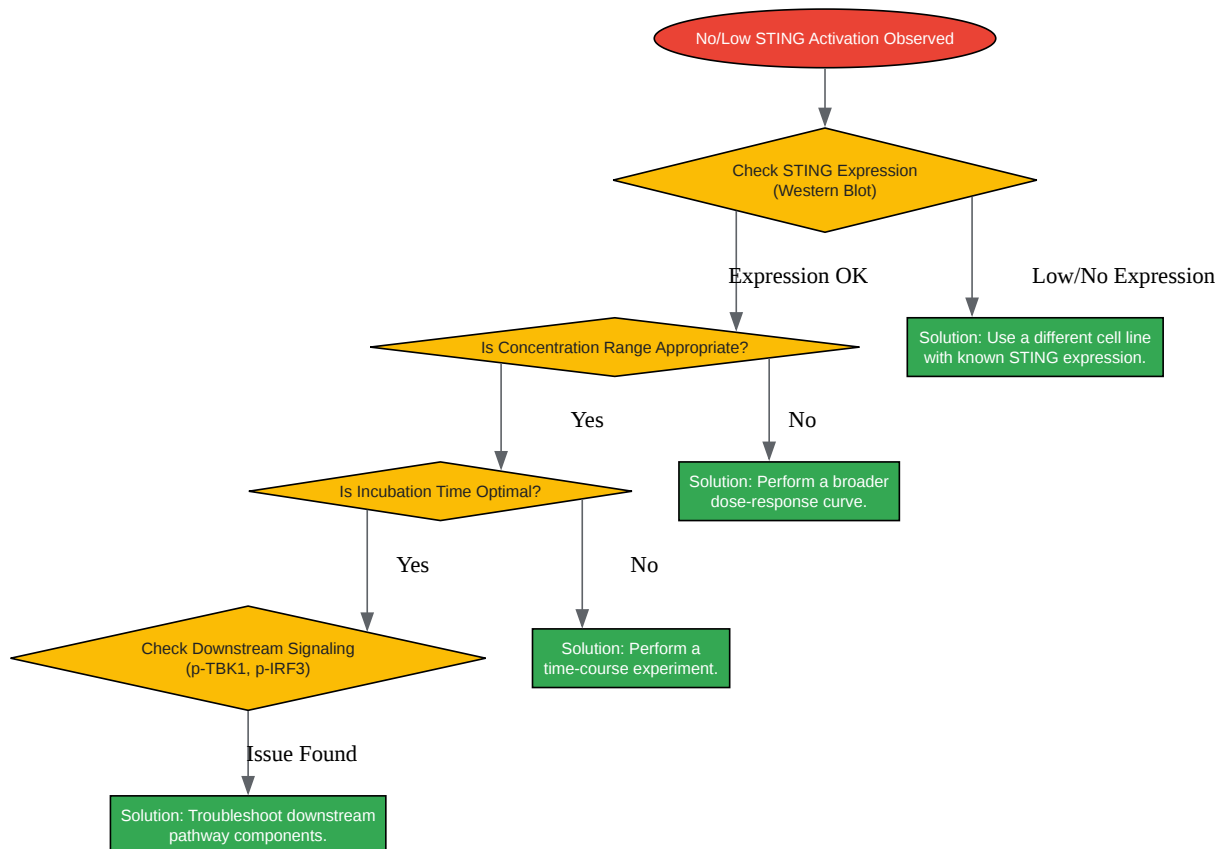 No/Low STING Activation Observed
Check STING Expression
(Western Blot)
Expression OK
Low/No Expression
Is Concentration Range Appropriate?
Solution: Use a different cell line
with known STING expression.
Yes
No
Is Incubation Time Optimal?
Solution: Perform a broader
dose-response curve.
Yes
No
Check Downstream Signaling
(p-TBK1, p-IRF3)
Solution: Perform a
time-course experiment.
Issue Found
Solution: Troubleshoot downstream
pathway components.